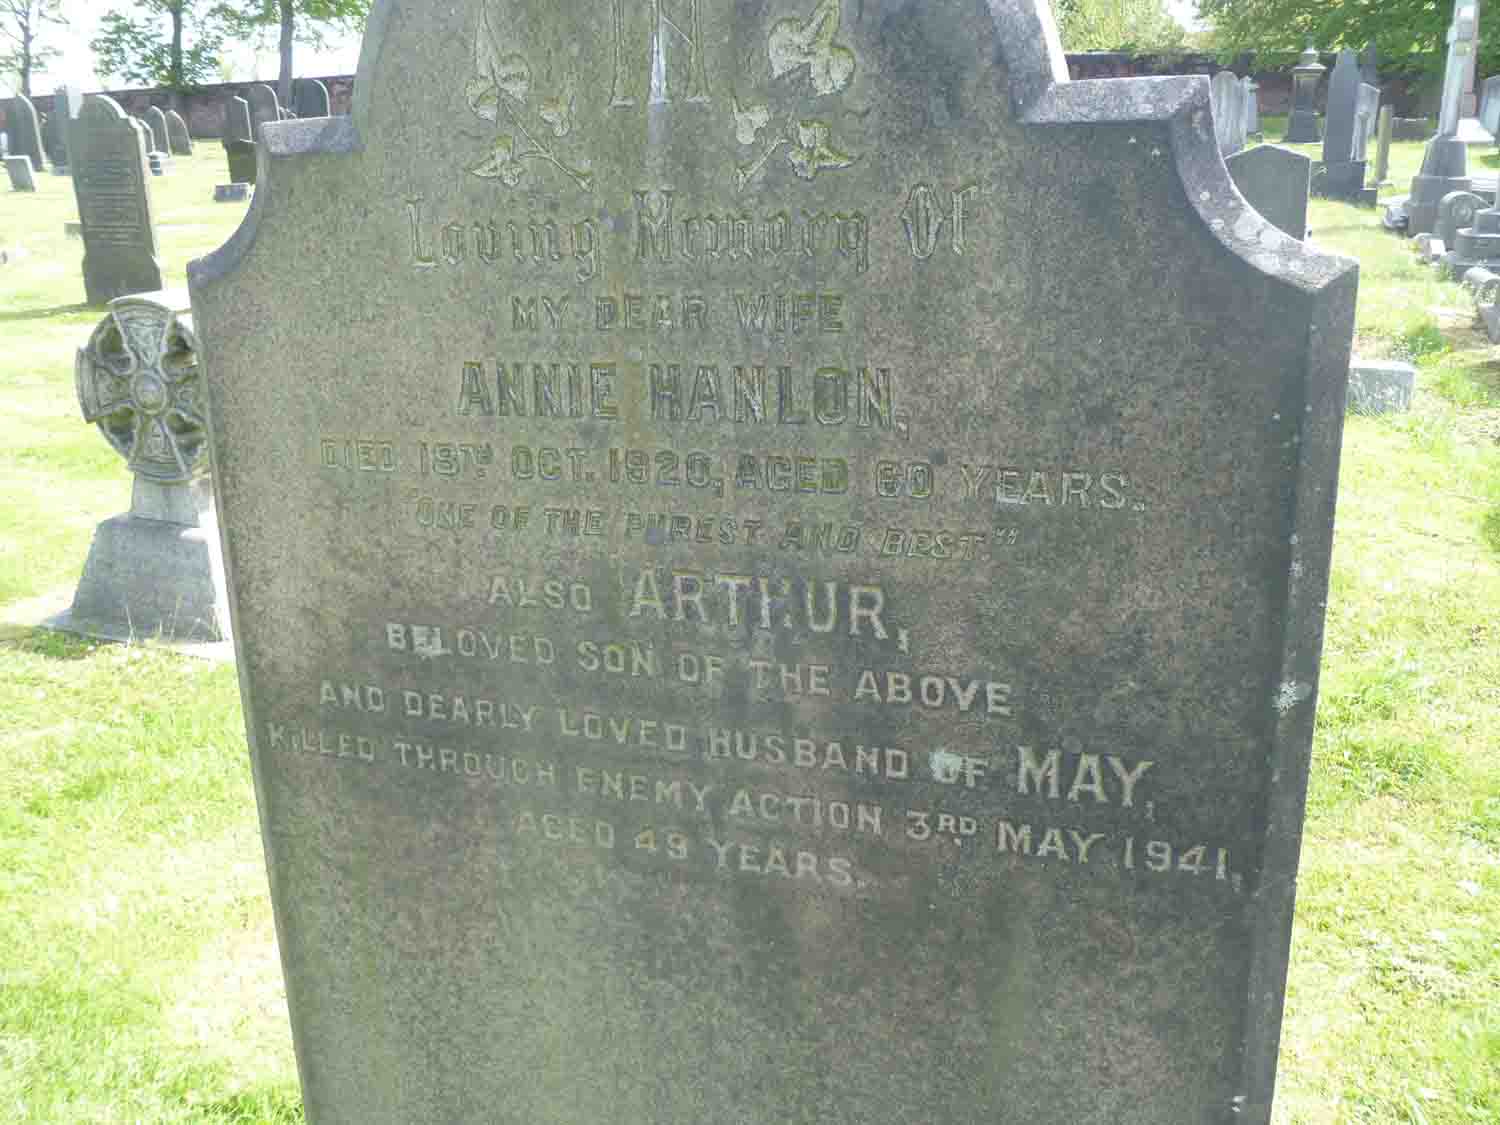 IN
Loving Memory Of
MY DEAR WIFE
ANNIE HANLON,
DIED 18TH OCT. 1920, AGED 60 YEARS.
"ONE OF THE PUREST AND BEST"
ALSO ARTHUR,
BELOVED SON OF THE ABOVE
AND DEARLY LOVED HUSBAND OF MAY,
KILLED THROUGH ENEMY ACTION 3RD MAY 1941,
AGED 49 YEARS.